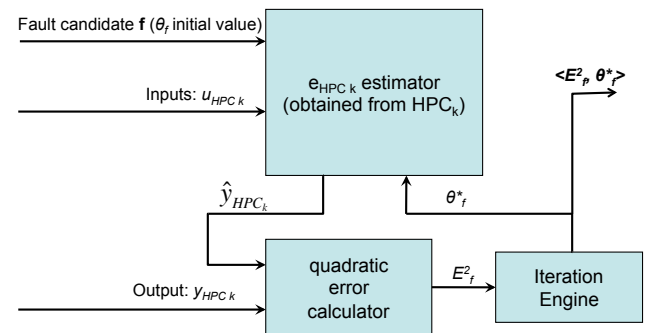 Fault candidate f (θf initial value)
Inputs: uHPC k
eHPC k estimator
(obtained from HPCk)
<E²f, θ*f>
ŷHPCk
θ*f
Output: yHPC k
quadratic
error
calculator
E²f
Iteration
Engine